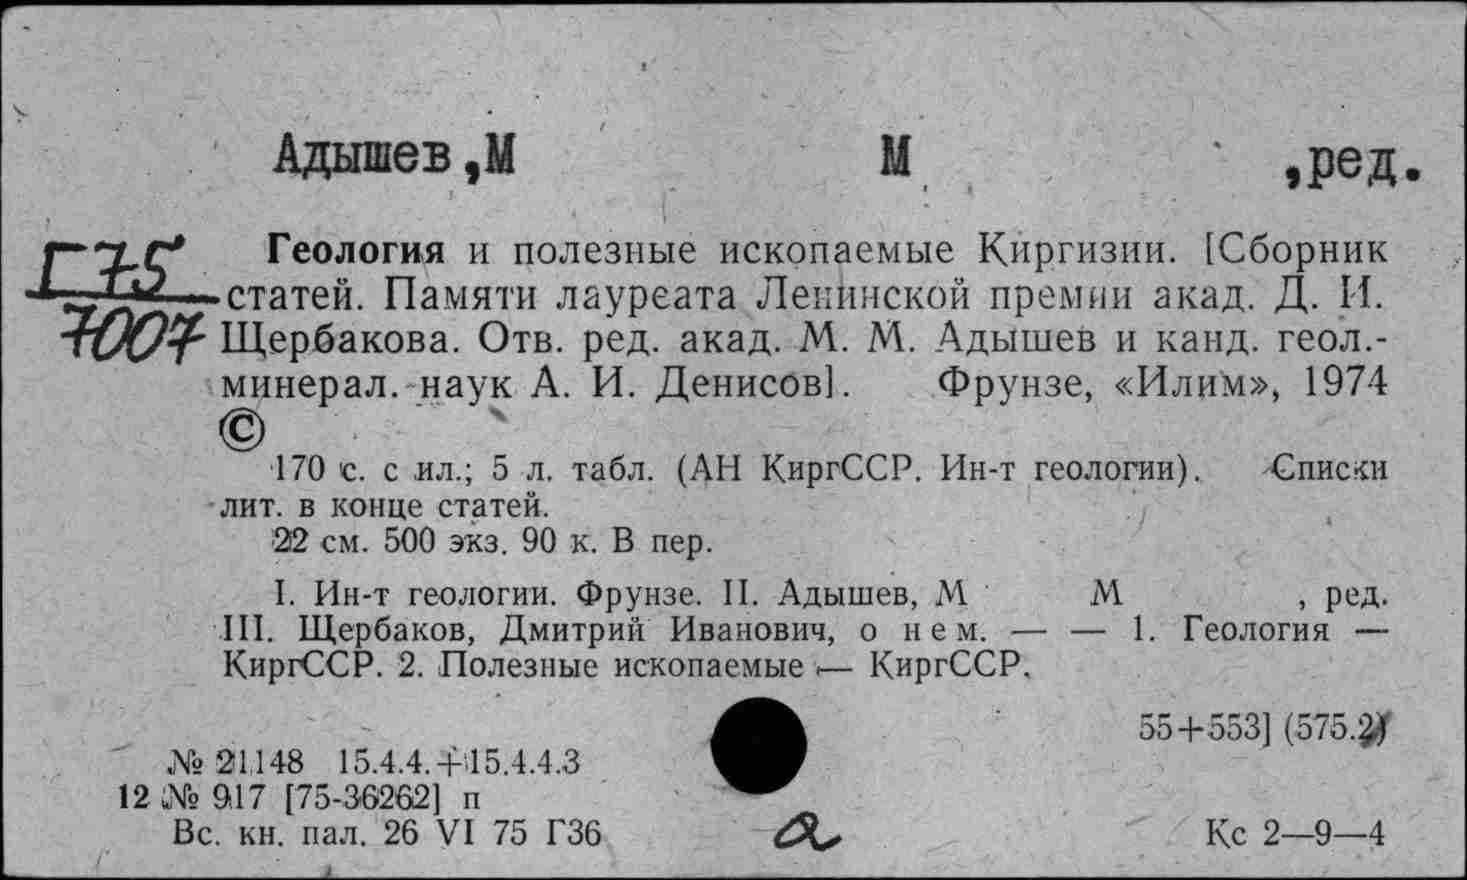 Адышев,М М ,ред.
Г75
7007
Геология и полезные ископаемые Киргизии. [Сборник
статей. Памяти лауреата Ленинской премии акад. Д. И.
Щербакова. Отв. ред. акад. М. М. Адышев и канд. геол.-
минерал. наук А. И. Денисов]. Фрунзе, «Илим», 1974
©
170 с. с ил.; 5 л. табл. (АН КиргССР. Ин-т геологии). Списки
лит. в конце статей.
22 см. 500 экз. 90 к. В пер.
I. Ин-т геологии. Фрунзе. II. Адышев, М М , ред.
III. Щербаков, Дмитрий Иванович, о нем. — — 1. Геология —
КиргССР. 2. Полезные ископаемые — КиргССР.
55+553] (575.2)
№ 21148 15.4.4.+15.4.4.3
12 № 917 [75-36262] п
Вс. кн. пал. 26 VI 75 Г36
Кс 2—9—4